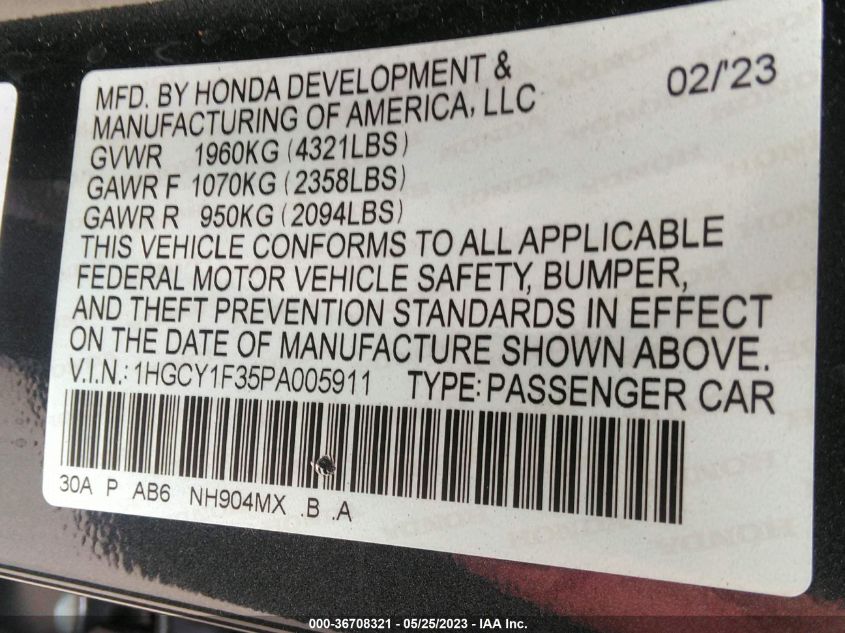 MFD. BY HONDA DEVELOPMENT & 02/'23
MANUFACTURING OF AMERICA, LLC
GVWR 1960KG (4321LBS)
GAWR F 1070KG (2358LBS)
GAWR R 950KG (2094LBS)
THIS VEHICLE CONFORMS TO ALL APPLICABLE
FEDERAL MOTOR VEHICLE SAFETY, BUMPER,
AND THEFT PREVENTION STANDARDS IN EFFECT
ON THE DATE OF MANUFACTURE SHOWN ABOVE.
V.I.N.: 1HGCY1F35PA005911 TYPE: PASSENGER CAR
30A P AB6 NH904MX .B .A
000-36708321 - 05/25/2023 - IAA Inc.